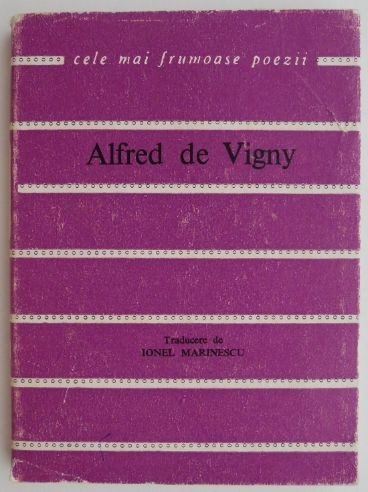 cele mai frumoase poezii
Alfred de Vigny
Traducere de
IONEL MARINESCU